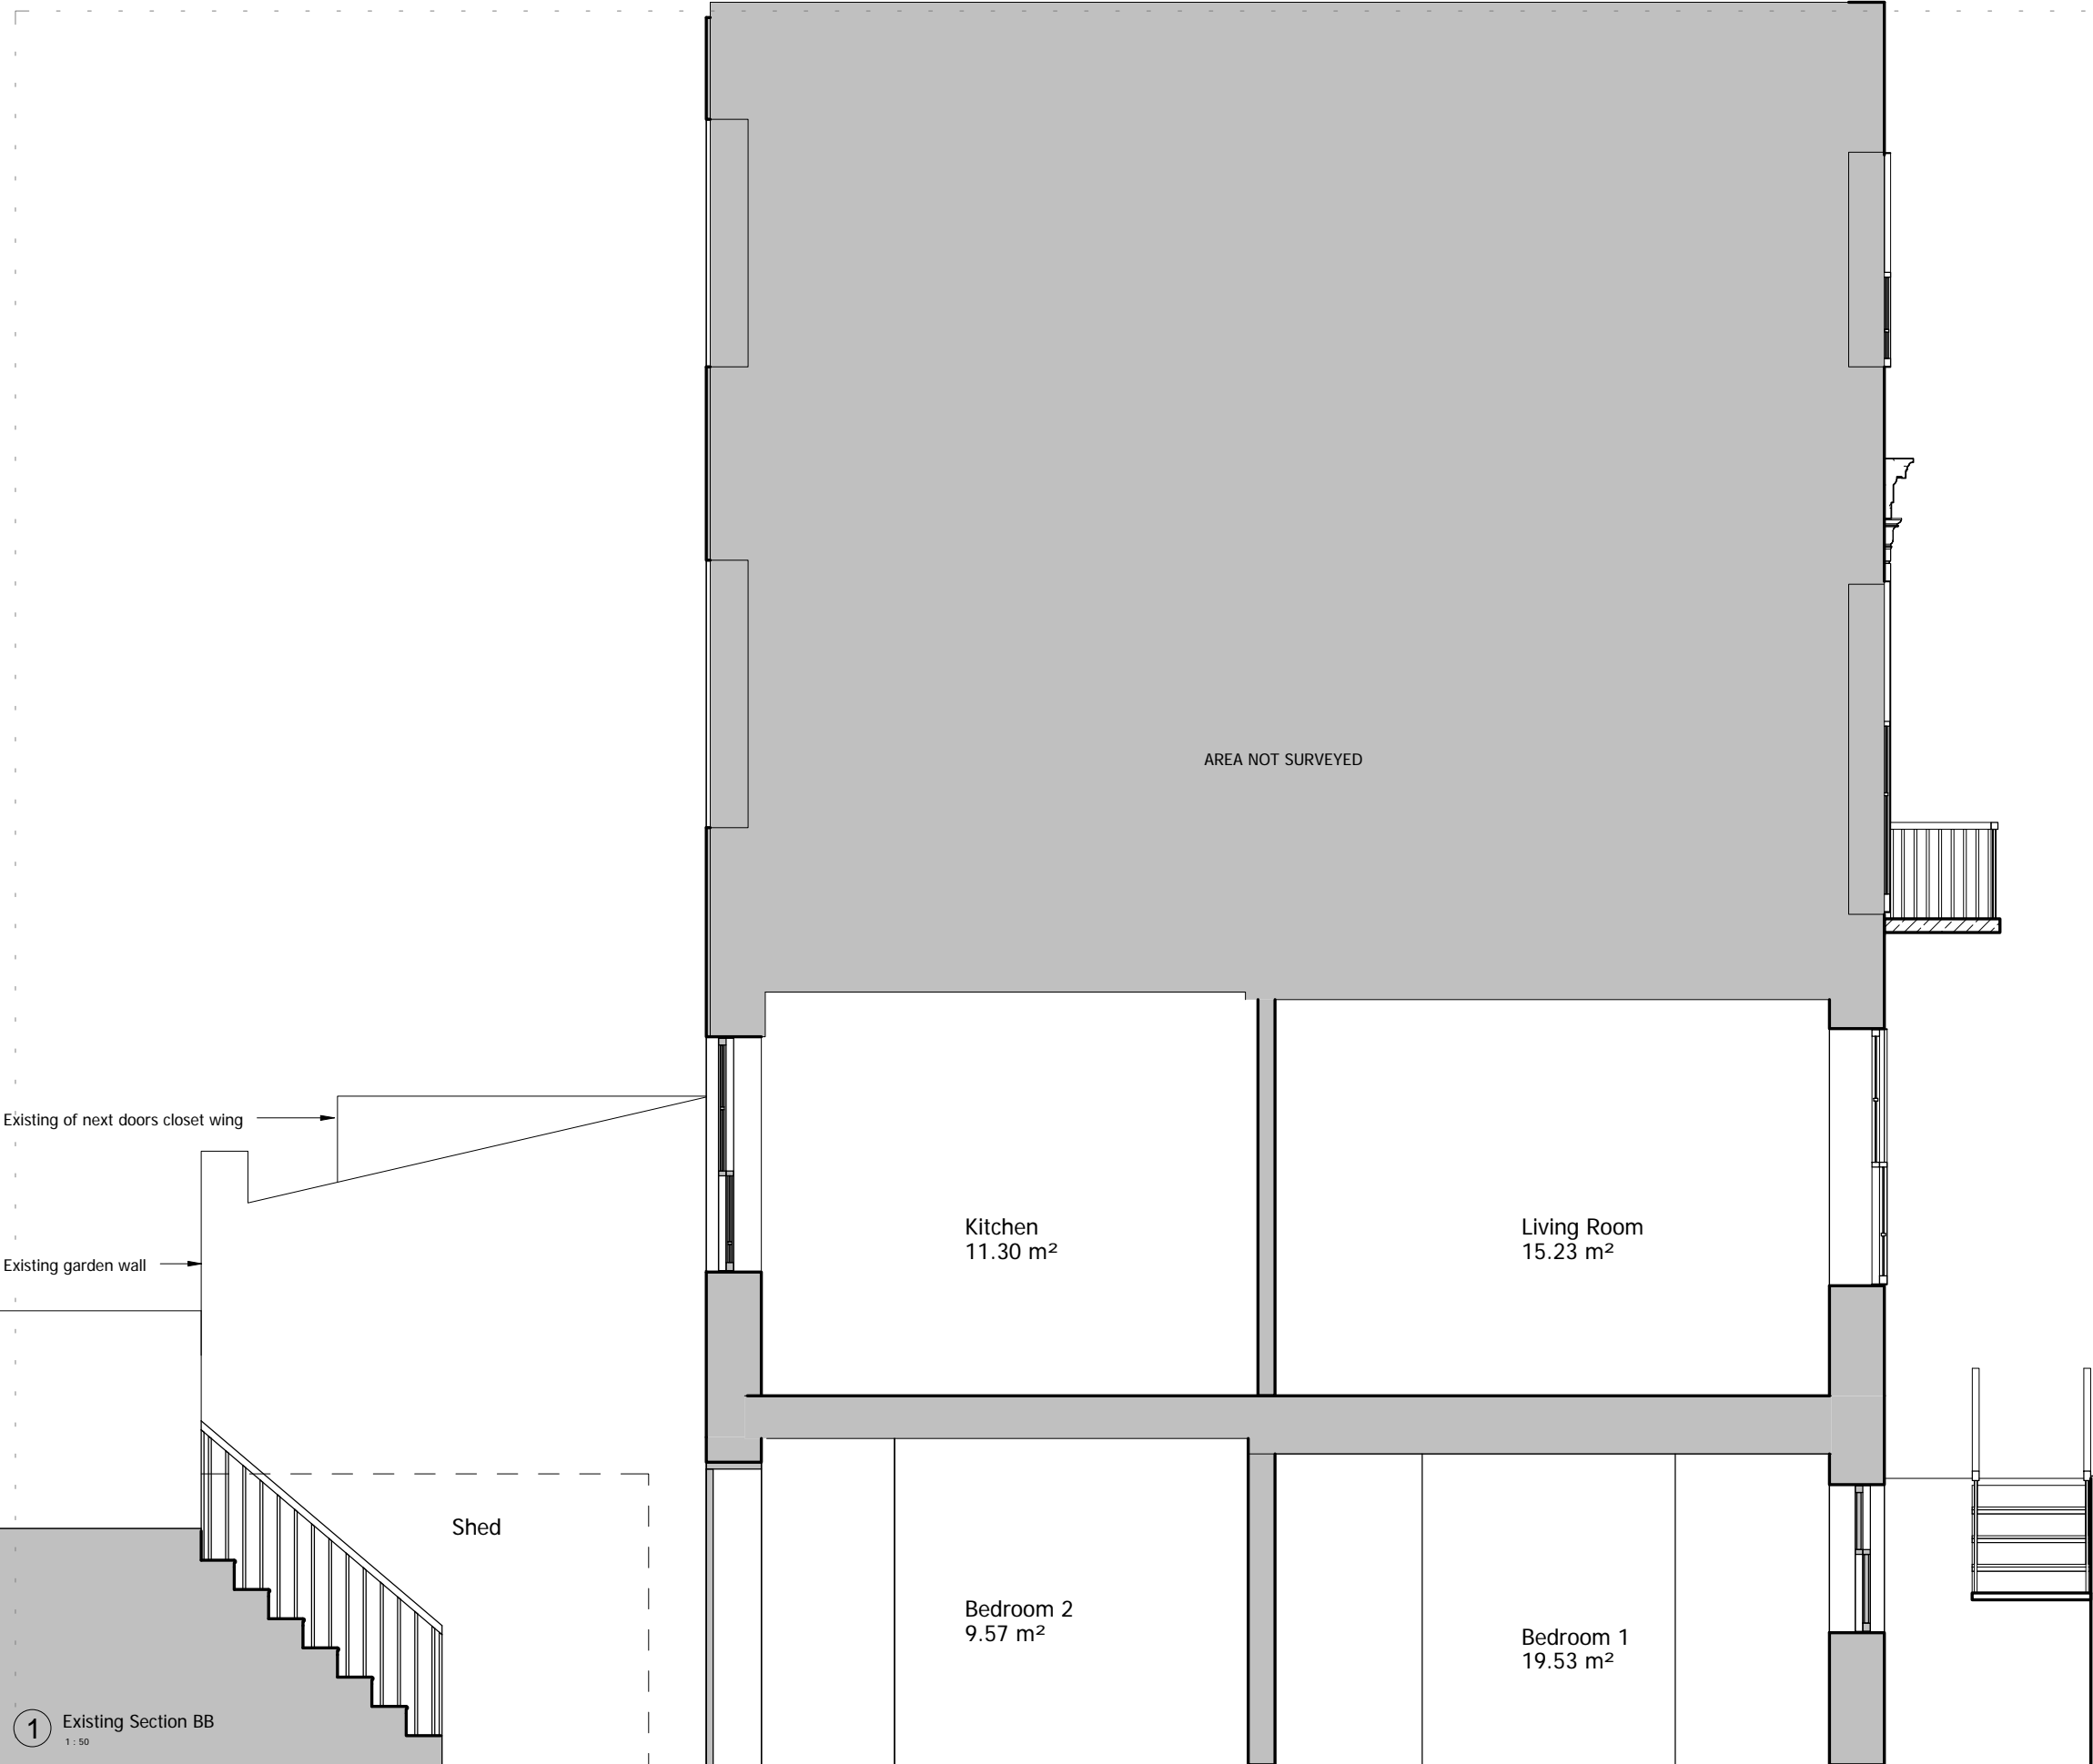 AREA NOT SURVEYED
Existing of next doors closet wing
Existing garden wall
Kitchen
11.30 m²
Living Room
15.23 m²
Shed
Bedroom 2
9.57 m²
Bedroom 1
19.53 m²
1
Existing Section BB
1 : 50